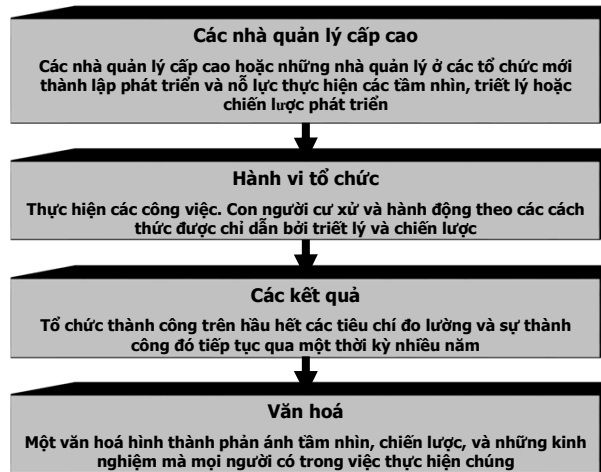 Các nhà quản lý cấp cao
Các nhà quản lý cấp cao hoặc những nhà quản lý ở các tổ chức mới
thành lập phát triển và nỗ lực thực hiện các tầm nhìn, triết lý hoặc
chiến lược phát triển
Hành vi tổ chức
Thực hiện các công việc. Con người cư xử và hành động theo các cách
thức được chỉ dẫn bởi triết lý và chiến lược
Các kết quả
Tổ chức thành công trên hầu hết các tiêu chí đo lường và sự thành
công đó tiếp tục qua một thời kỳ nhiều năm
Văn hoá
Một văn hoá hình thành phản ánh tầm nhìn, chiến lược, và những kinh
nghiệm mà mọi người có trong việc thực hiện chúng